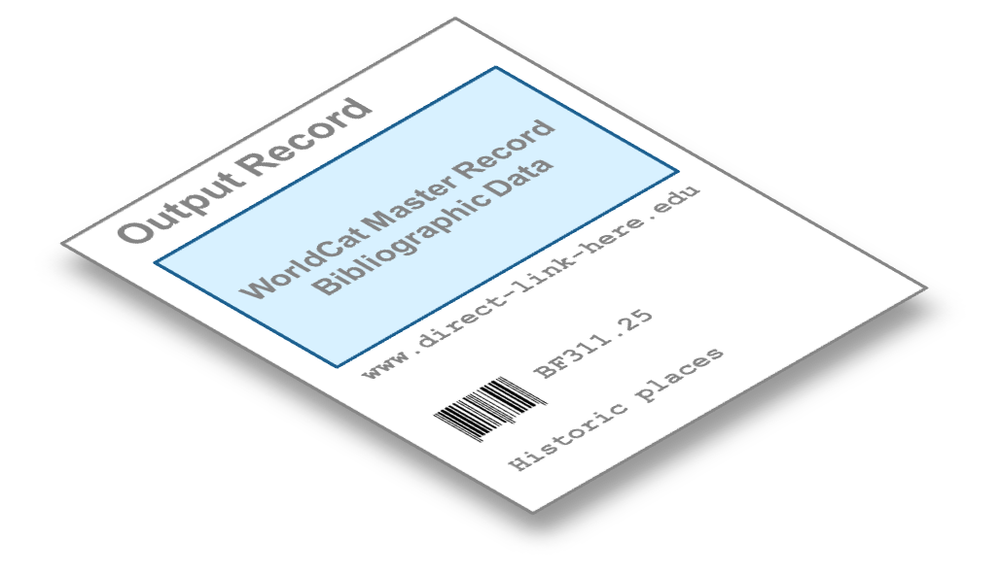 Output Record
WorldCat Master Record
Bibliographic Data
www.direct-link-here.edu
BF311.25
Historic places